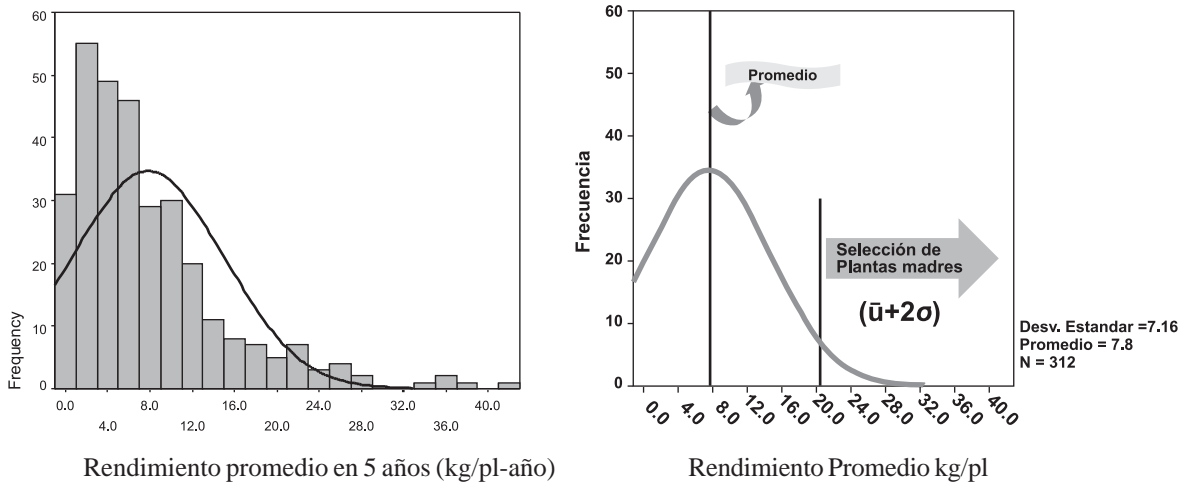 60
50
40
30
20
10
0
Frequency
0.0 8.0 16.0 24.0 32.0 40.0
4.0 12.0 20.0 28.0 36.0
Rendimiento promedio en 5 años (kg/pl-año)
60
50
40
30
20
10
0
Frecuencia
Promedio
Selección de
Plantas madres
(ū+2σ)
0.0 4.0 8.0 12.0 16.0 20.0 24.0 28.0 32.0 36.0 40.0
Desv. Estandar =7.16
Promedio = 7.8
N = 312
Rendimiento Promedio kg/pl